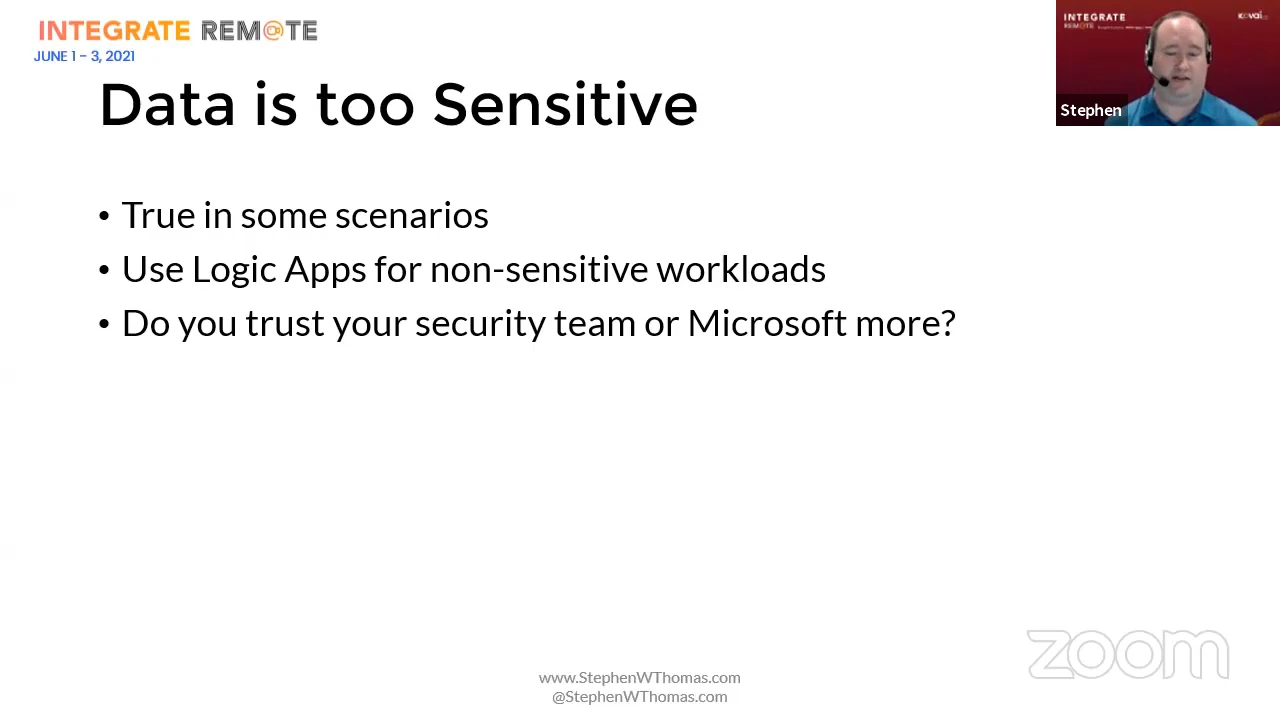 INTEGRATE REM@TE
JUNE 1 - 3, 2021
Data is too Sensitive
INTEGRATE
REM@TE
kovai
Stephen
• True in some scenarios
• Use Logic Apps for non-sensitive workloads
• Do you trust your security team or Microsoft more?
zoom
www.StephenWThomas.com
@StephenWThomas.com